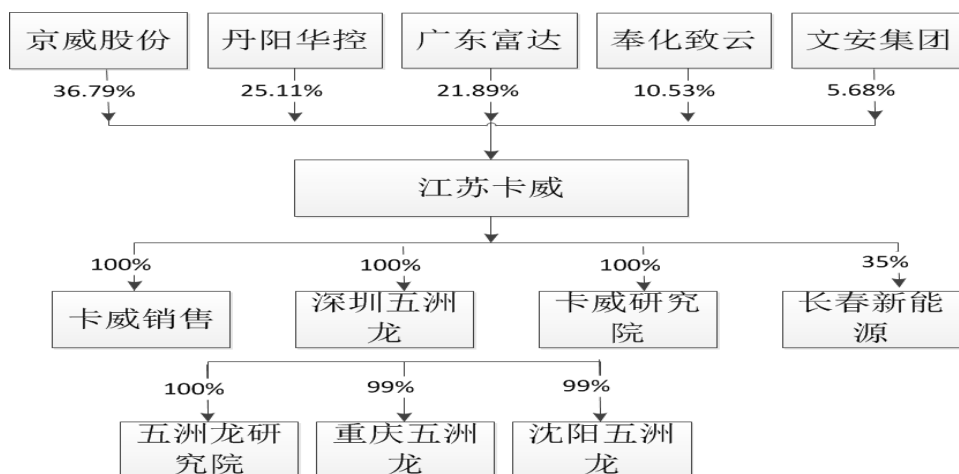 京威股份 丹阳华控 广东富达 奉化致云 文安集团
36.79% 25.11% 21.89% 10.53% 5.68%
江苏卡威
100% 100% 100% 35%
卡威销售 深圳五洲龙 卡威研究院 长春新能源
100% 99% 99%
五洲龙研究院 重庆五洲龙 沈阳五洲龙